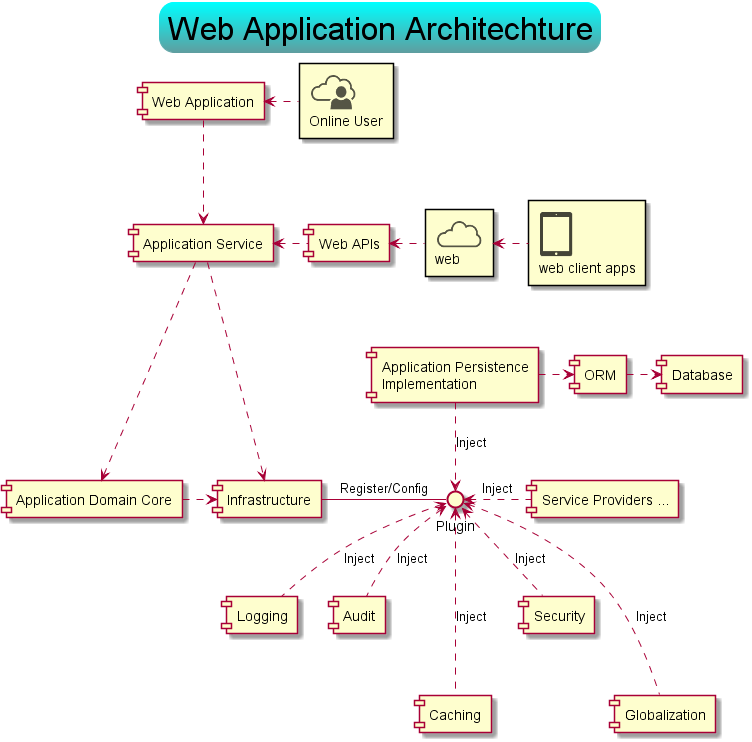 Web Application Architechture
Web Application
Online User
Application Service
Web APIs
web
web client apps
Application Persistence
Implementation
ORM
Database
Inject
Application Domain Core
Infrastructure
Register/Config
Plugin
Inject
Service Providers ...
Inject
Inject
Inject
Logging
Audit
Inject
Security
Inject
Caching
Globalization